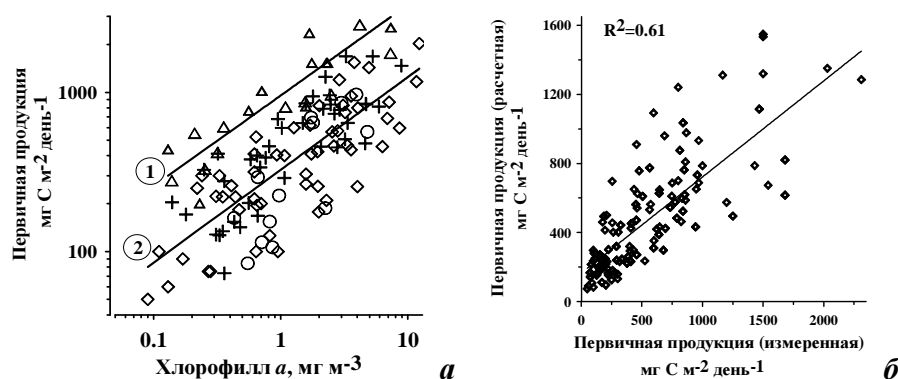 Первичная продукция
мг С м-2 день-1
1000
100
1
2
0.1
1
10
Хлорофилл а, мг м-3
а
R2=0.61
Первичная продукция (расчетная)
мг С м-2 день-1
1600
1200
800
400
0
0
500
1000
1500
2000
Первичная продукция (измеренная)
мг С м-2 день-1
б